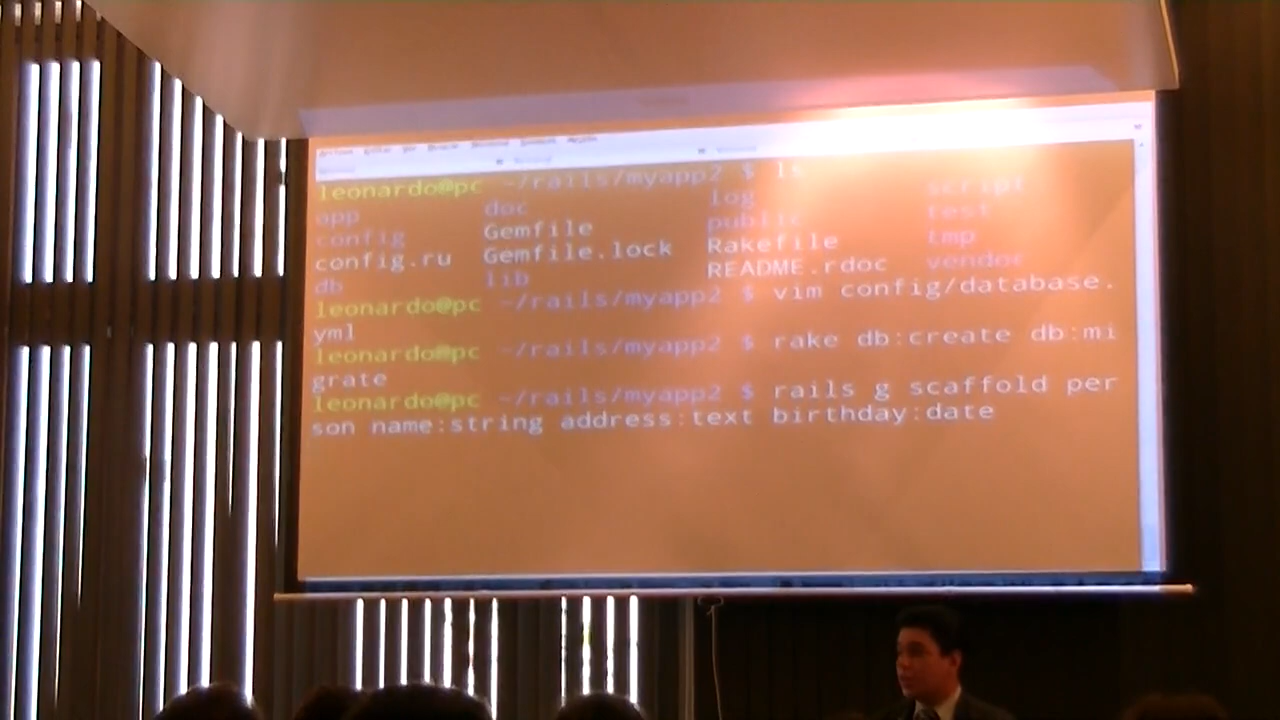 leonardo@pc ~/rails/myapp2 $ ls
app doc log script
config Gemfile public test
config.ru Gemfile.lock Rakefile tmp
db lib README.rdoc vendor
leonardo@pc ~/rails/myapp2 $ vim config/database.
yml
leonardo@pc ~/rails/myapp2 $ rake db:create db:mi
grate
leonardo@pc ~/rails/myapp2 $ rails g scaffold per
son name:string address:text birthday:date